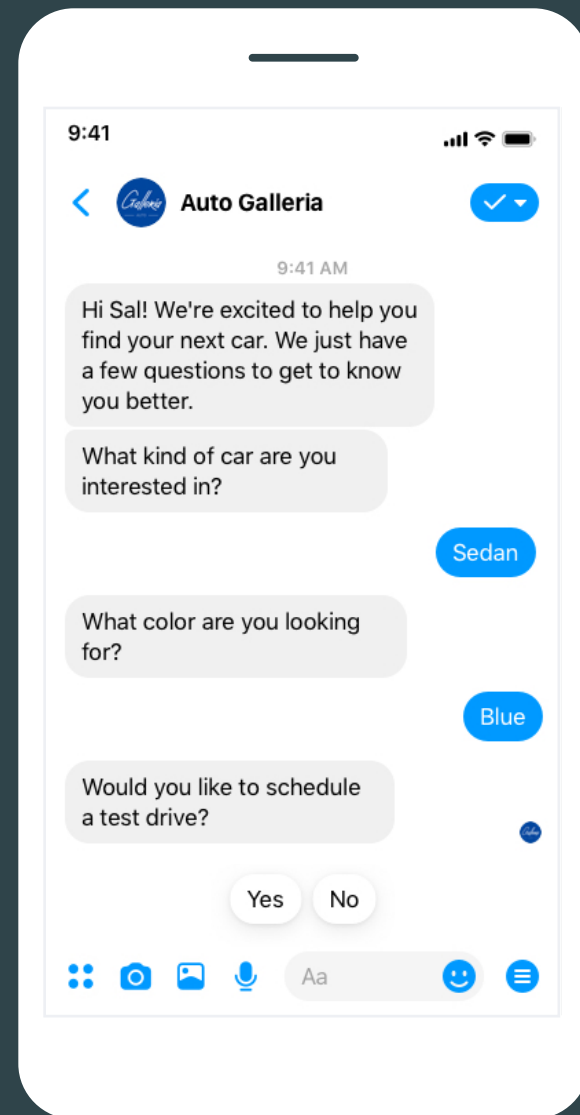 9:41
Galleria
Auto Galleria
9:41 AM
Hi Sal! We're excited to help you
find your next car. We just have
a few questions to get to know
you better.
What kind of car are you
interested in?
Sedan
What color are you looking
for?
Blue
Would you like to schedule
a test drive?
Yes
No
Aa